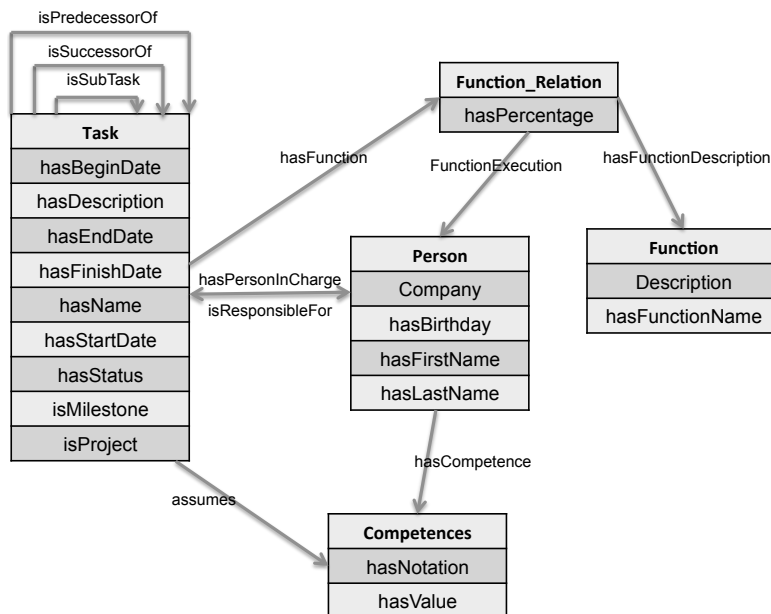 isPredecessorOf
isSuccessorOf
isSubTask
Task
hasBeginDate
hasDescription
hasEndDate
hasFinishDate
hasName
hasStartDate
hasStatus
isMilestone
isProject
hasFunction
Function_Relation
hasPercentage
FunctionExecution
hasFunctionDescription
Function
Description
hasFunctionName
hasPersonInCharge
isResponsibleFor
Person
Company
hasBirthday
hasFirstName
hasLastName
hasCompetence
assumes
Competences
hasNotation
hasValue